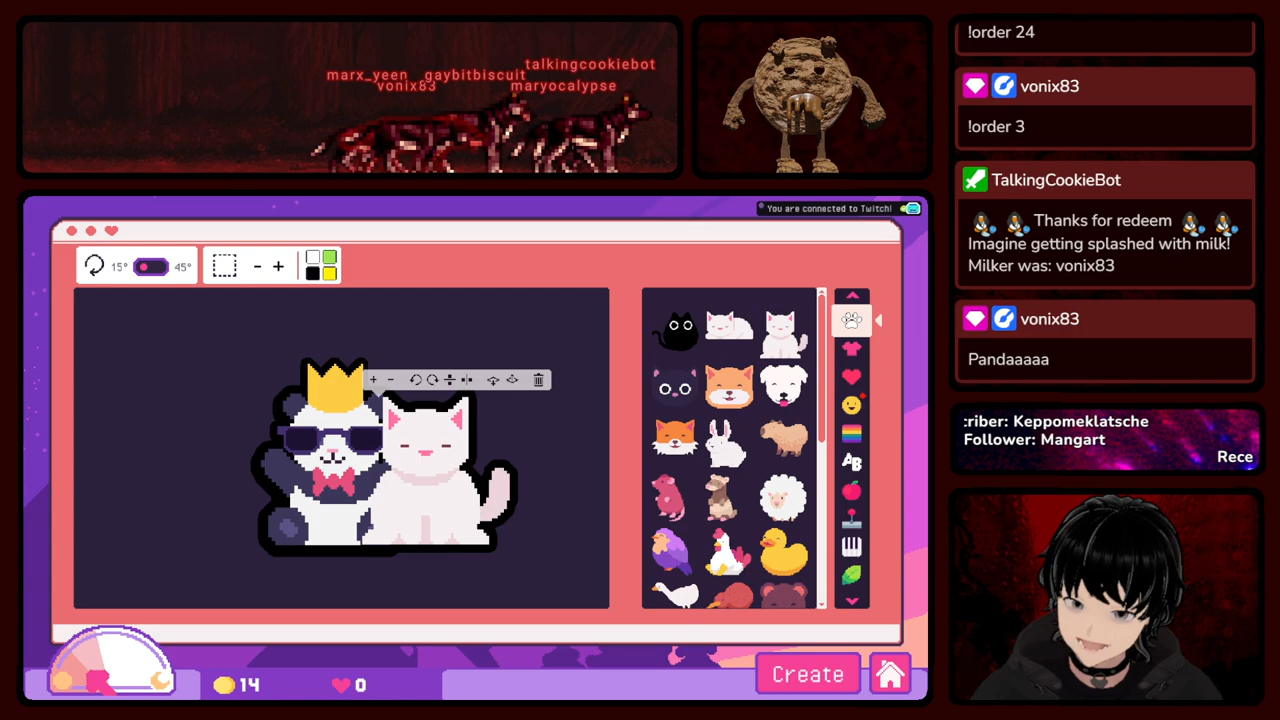 talkingcookiebot
marx_yeen gaybitbiscuit
vonix83 maryocalypse
!order 24
vonix83
!order 3
TalkingCookieBot
Thanks for redeem
Imagine getting splashed with milk!
Milker was: vonix83
vonix83
Pandaaaaa
:riber: Keppomeklatsche
Follower: Mangart
Rece
You are connected to Twitch!
15° 45°
- +
+ -
AB
14
0
Create